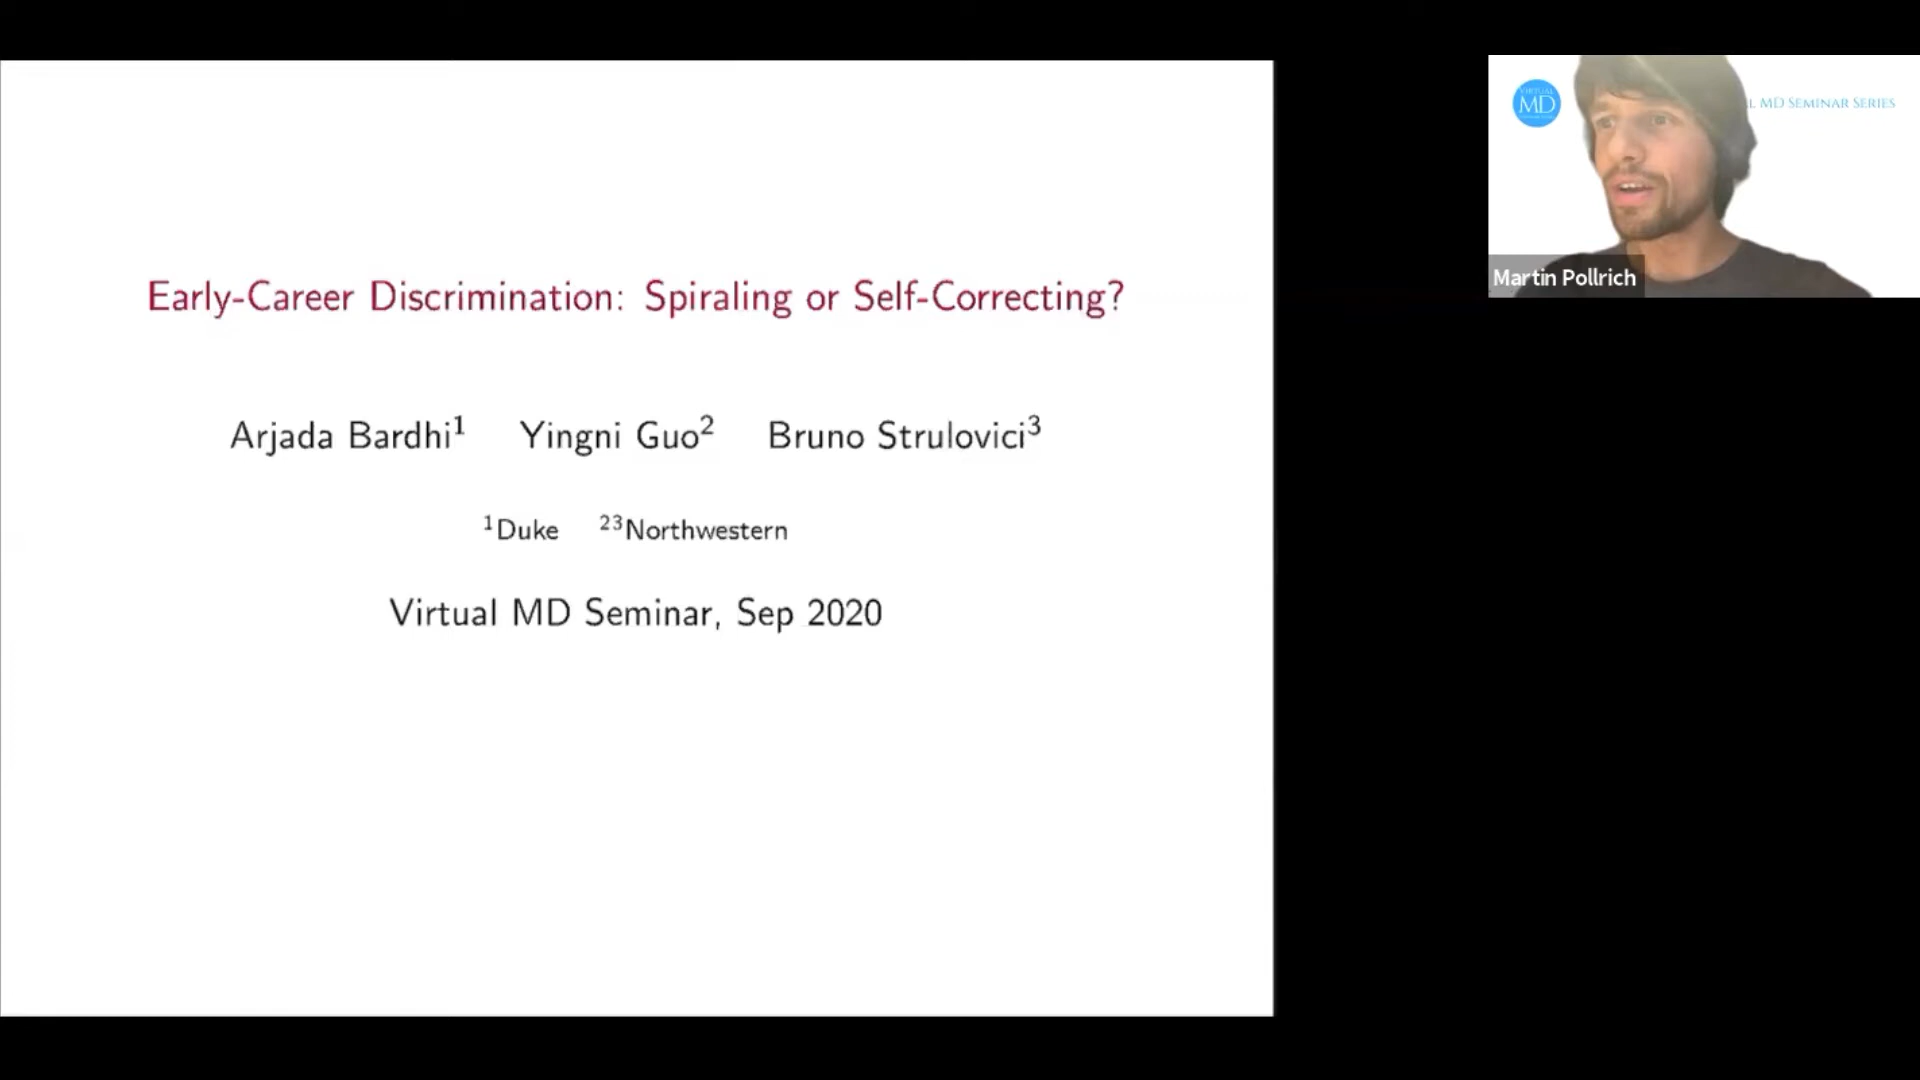 Early-Career Discrimination: Spiraling or Self-Correcting?
Arjada Bardhi¹ Yingni Guo² Bruno Strulovici³
¹Duke ²³Northwestern
Virtual MD Seminar, Sep 2020
VIRTUAL
MD
L MD SEMINAR SERIES
Martin Pollrich